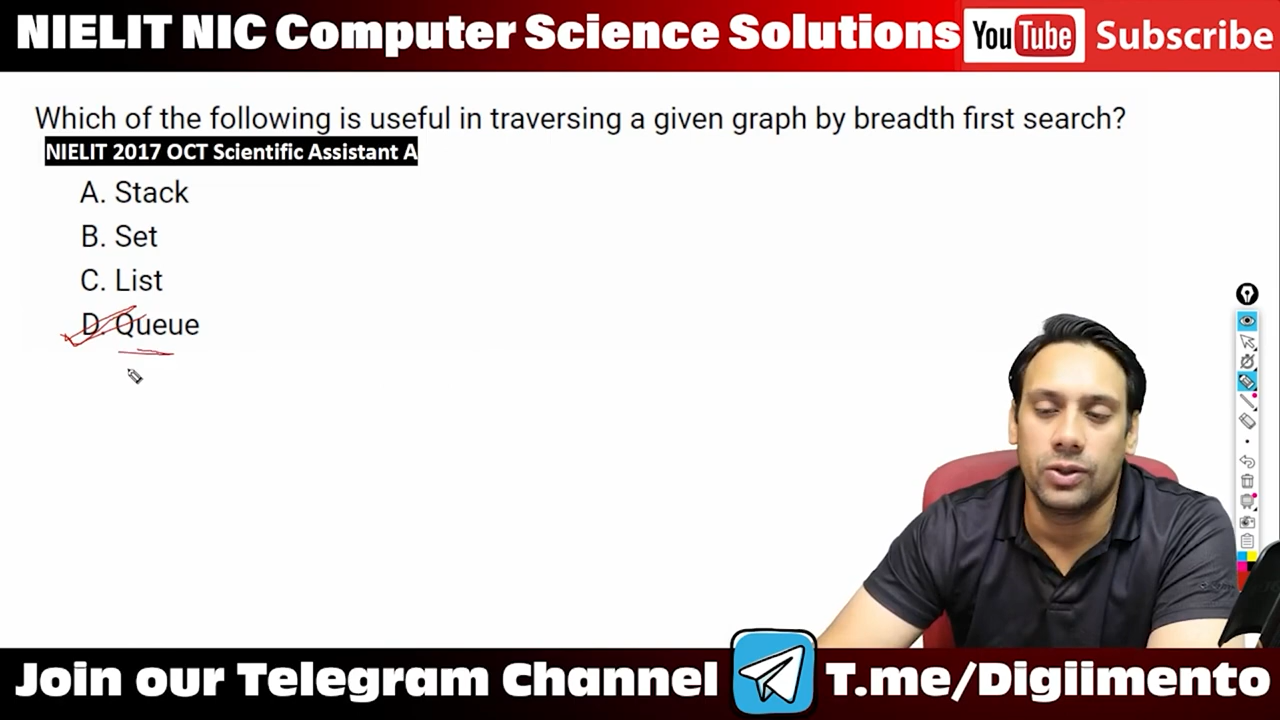 NIELIT NIC Computer Science Solutions YouTube Subscribe
Which of the following is useful in traversing a given graph by breadth first search?
NIELIT 2017 OCT Scientific Assistant A
A. Stack
B. Set
C. List
D. Queue
Join our Telegram Channel T.me/Digiimento